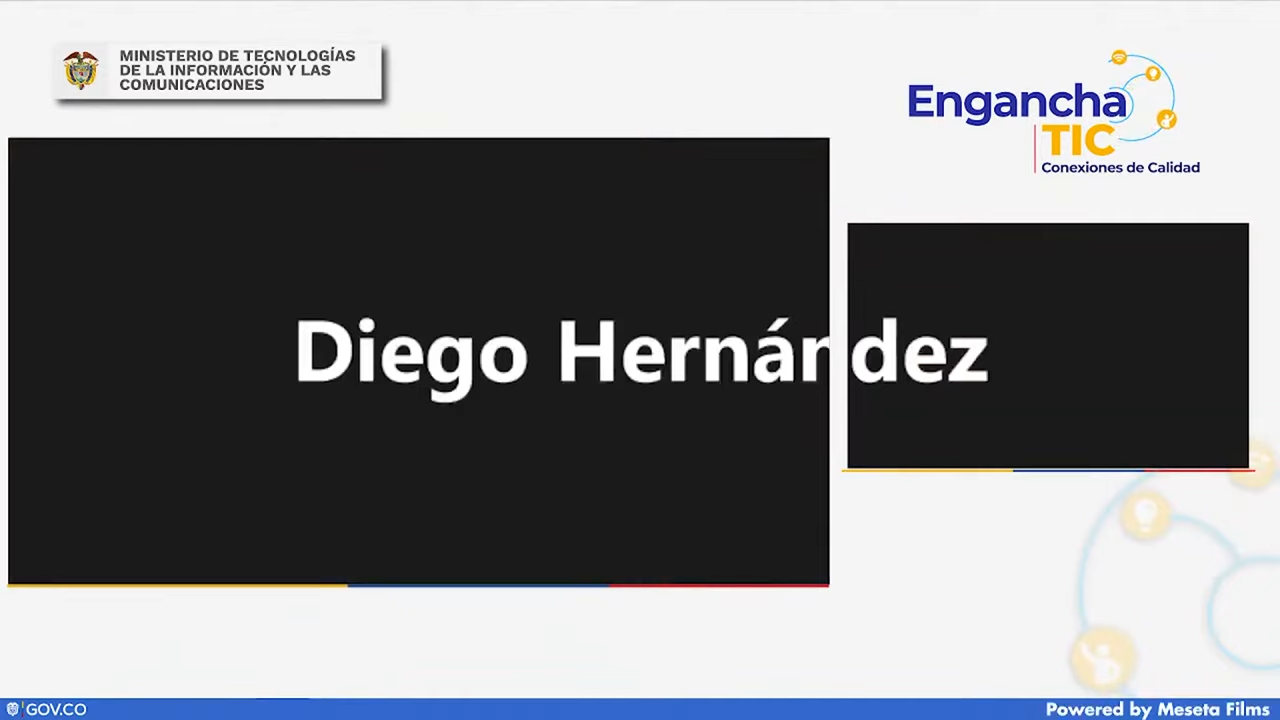 MINISTERIO DE TECNOLOGÍAS
DE LA INFORMACIÓN Y LAS
COMUNICACIONES
Engancha
TIC
Conexiones de Calidad
Diego Hernández
GOV.CO
Powered by Meseta Films